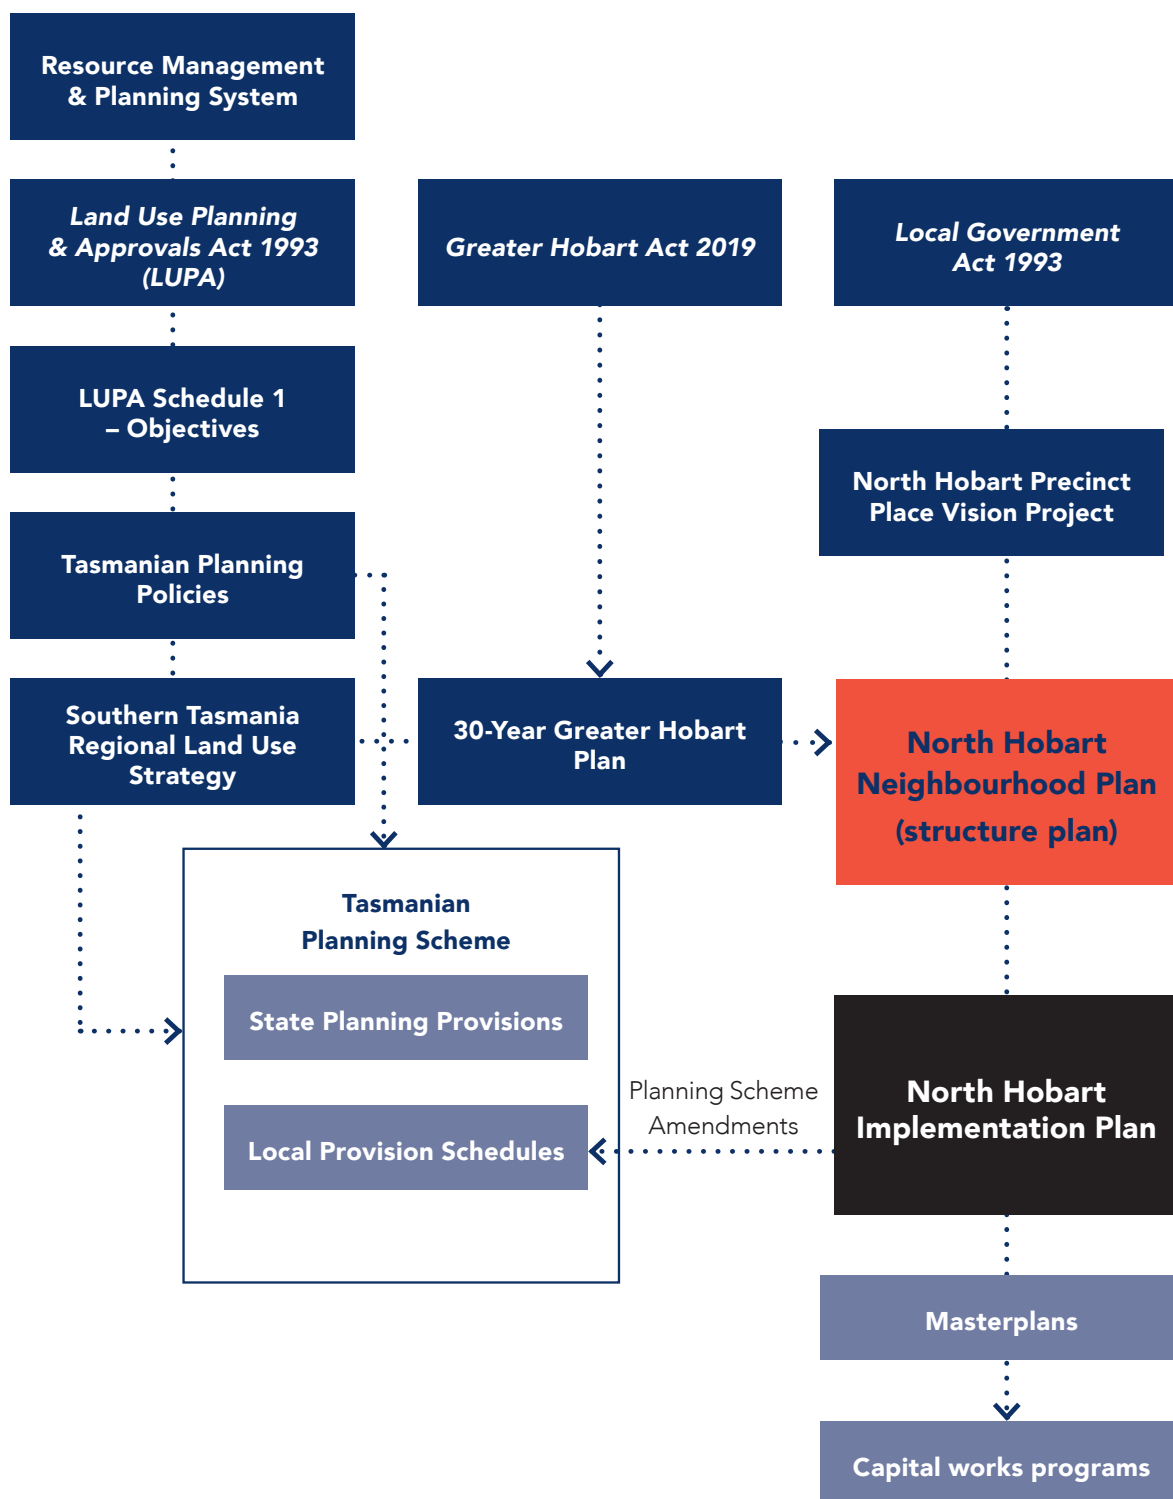 Resource Management
& Planning System
Land Use Planning
& Approvals Act 1993
(LUPA)
Greater Hobart Act 2019
Local Government
Act 1993
LUPA Schedule 1
– Objectives
North Hobart Precinct
Place Vision Project
Tasmanian Planning
Policies
Southern Tasmania
Regional Land Use
Strategy
30-Year Greater Hobart
Plan
North Hobart
Neighbourhood Plan
(structure plan)
Tasmanian
Planning Scheme
State Planning Provisions
Local Provision Schedules
Planning Scheme
Amendments
North Hobart
Implementation Plan
Masterplans
Capital works programs